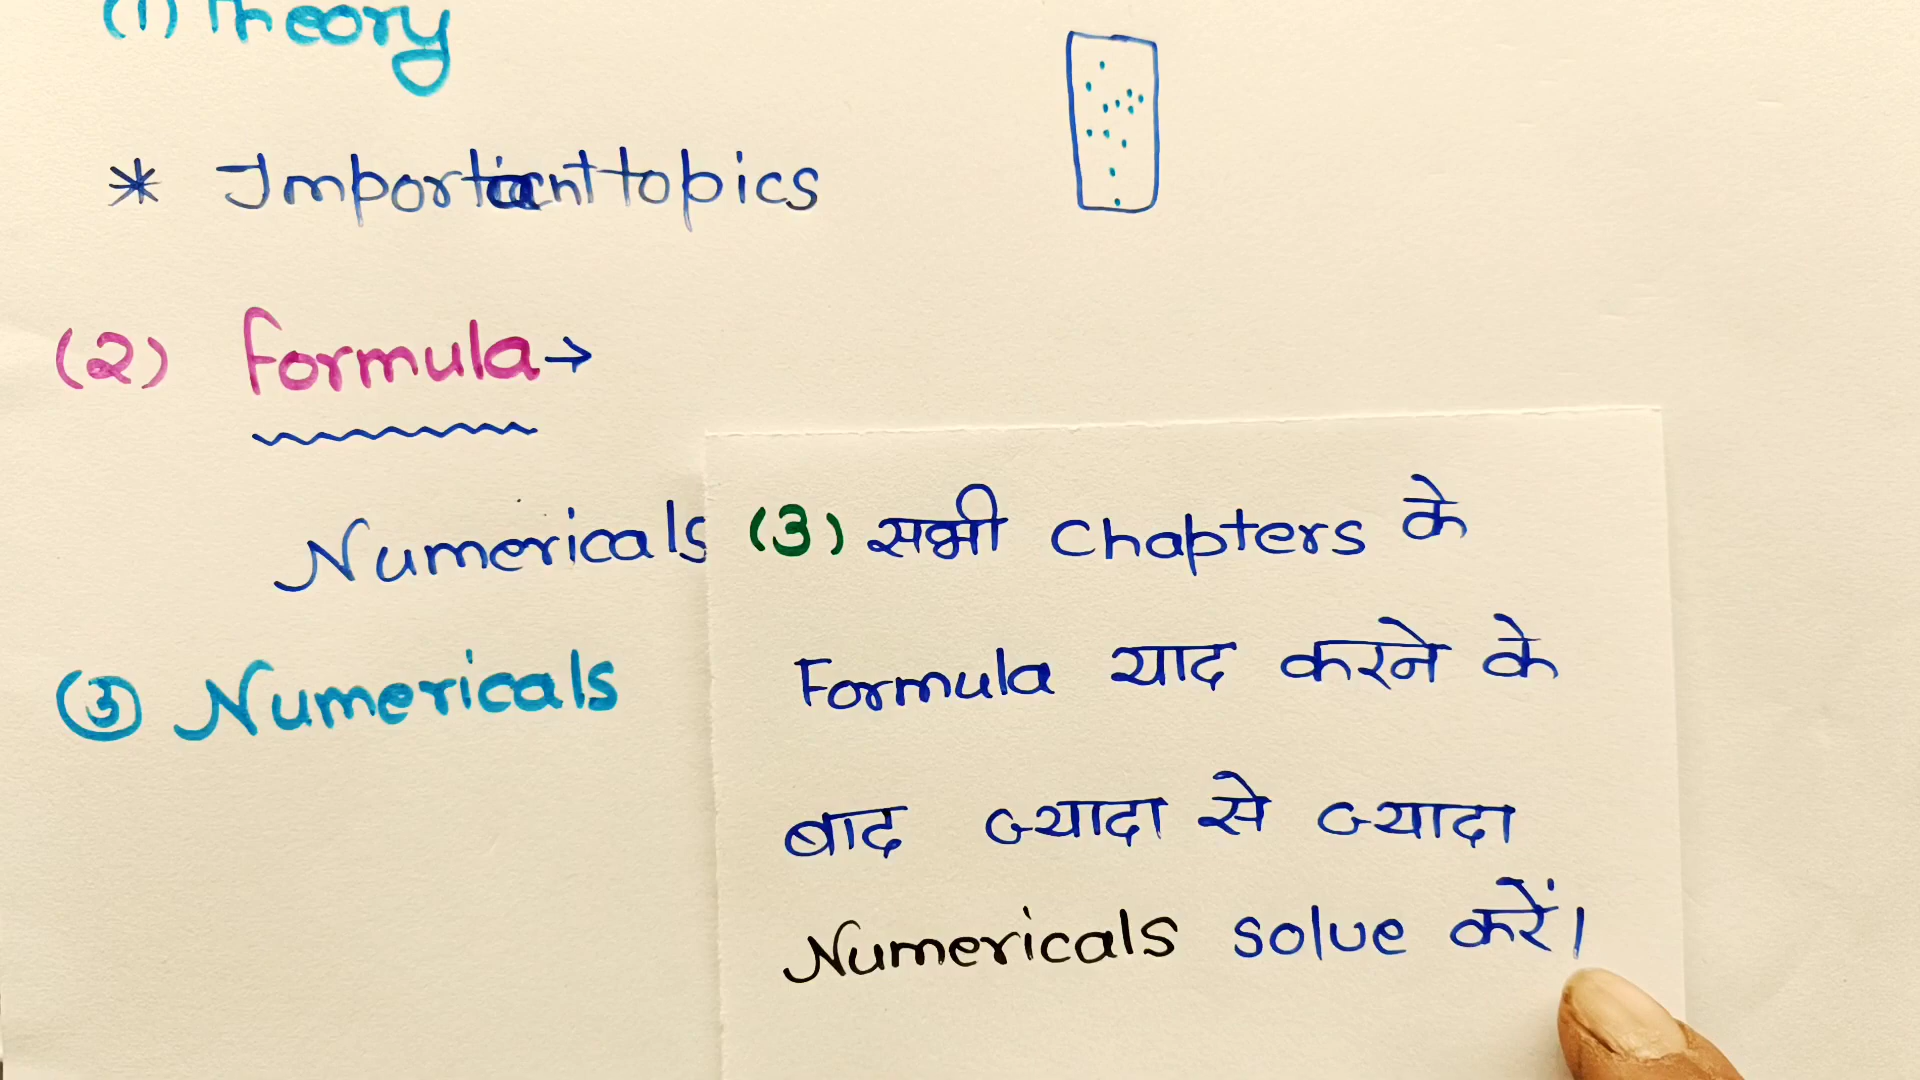 (1) Theory
* Important topics
(2) Formula→
Numericals
③ Numericals
(3) सभी chapters के
Formula याद करने के
बाद ज्यादा से ज्यादा
Numericals solve करें।